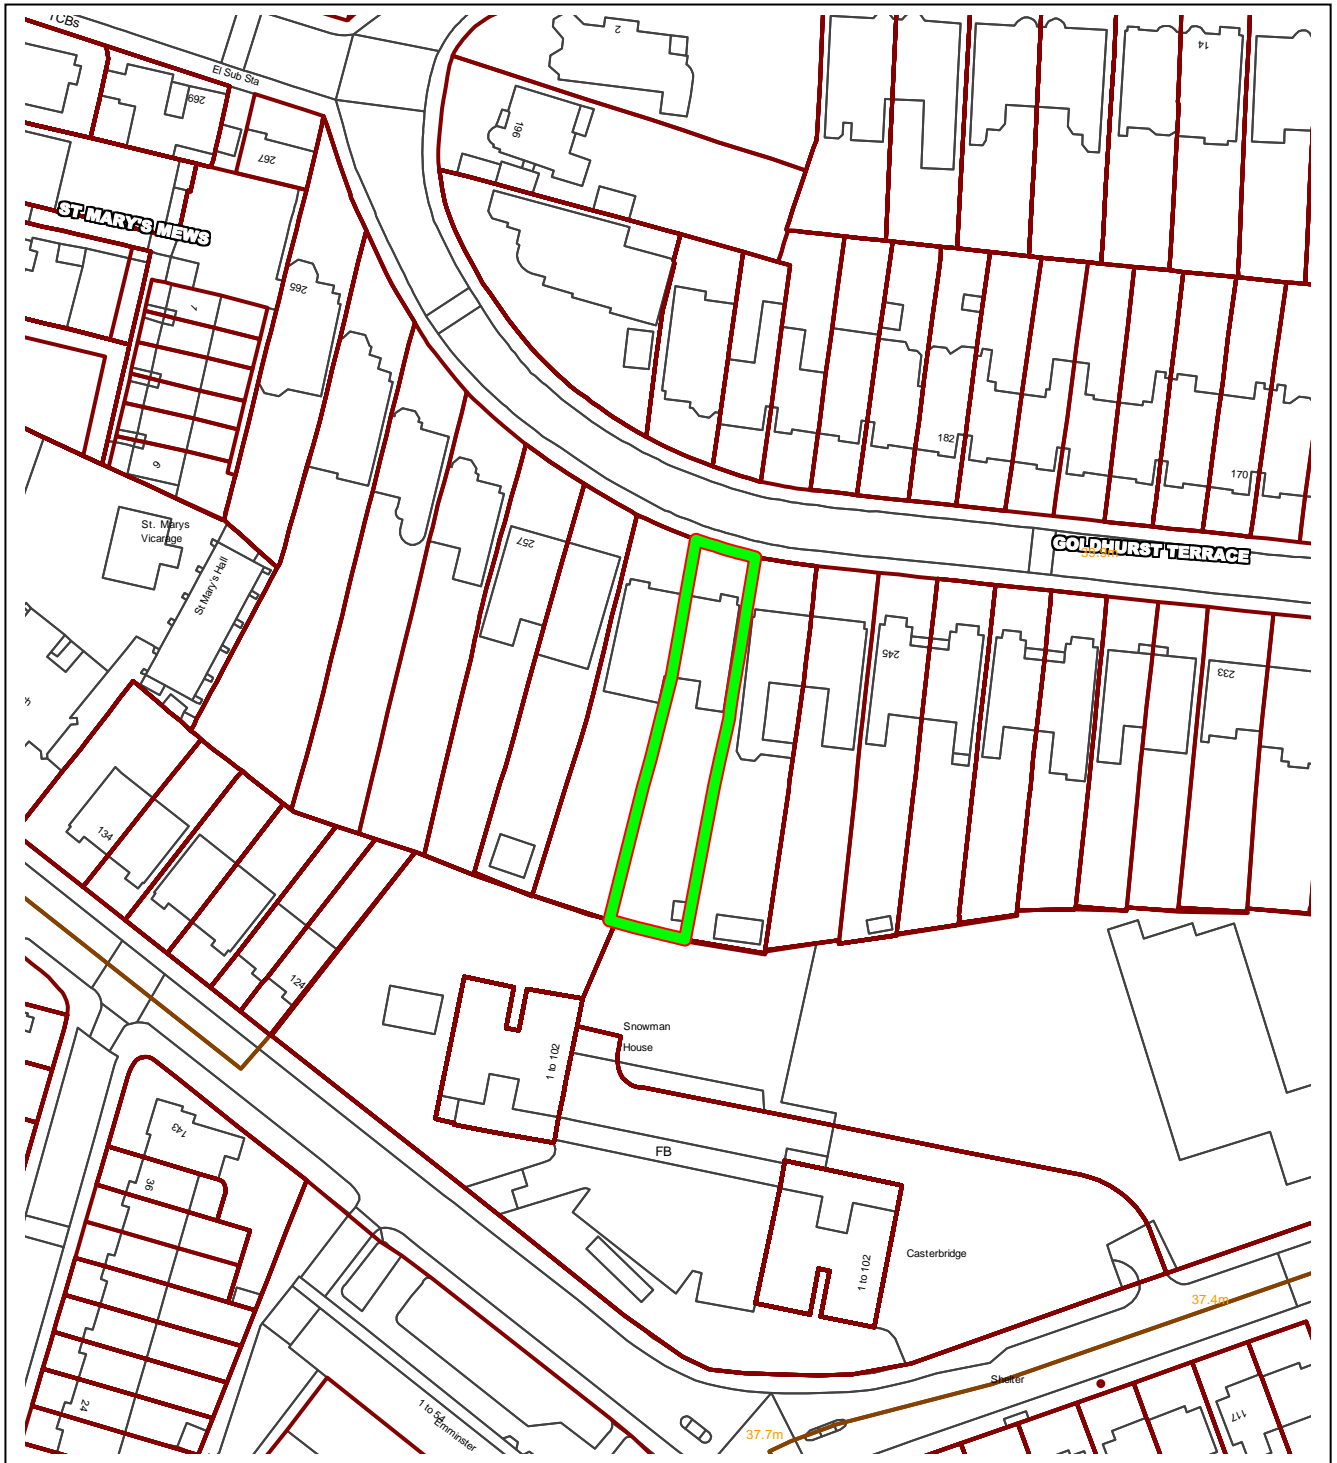 TCBs
El Sub Sta
2
14
269
196
267
ST MARY'S MEWS
265
7
182
170
6
St. Marys
Vicarage
257
GOLDHURST TERRACE
St Mary's Hall
245
233
134
124
Snowman
House
1 to 102
143
FB
36
Casterbridge
1 to 102
37.4m
Shelter
24
1 to 54
Emminster
117
37.7m